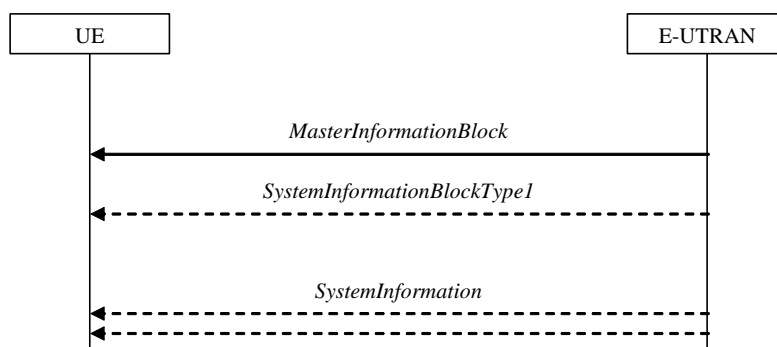 UE
E-UTRAN
MasterInformationBlock
SystemInformationBlockType1
SystemInformation